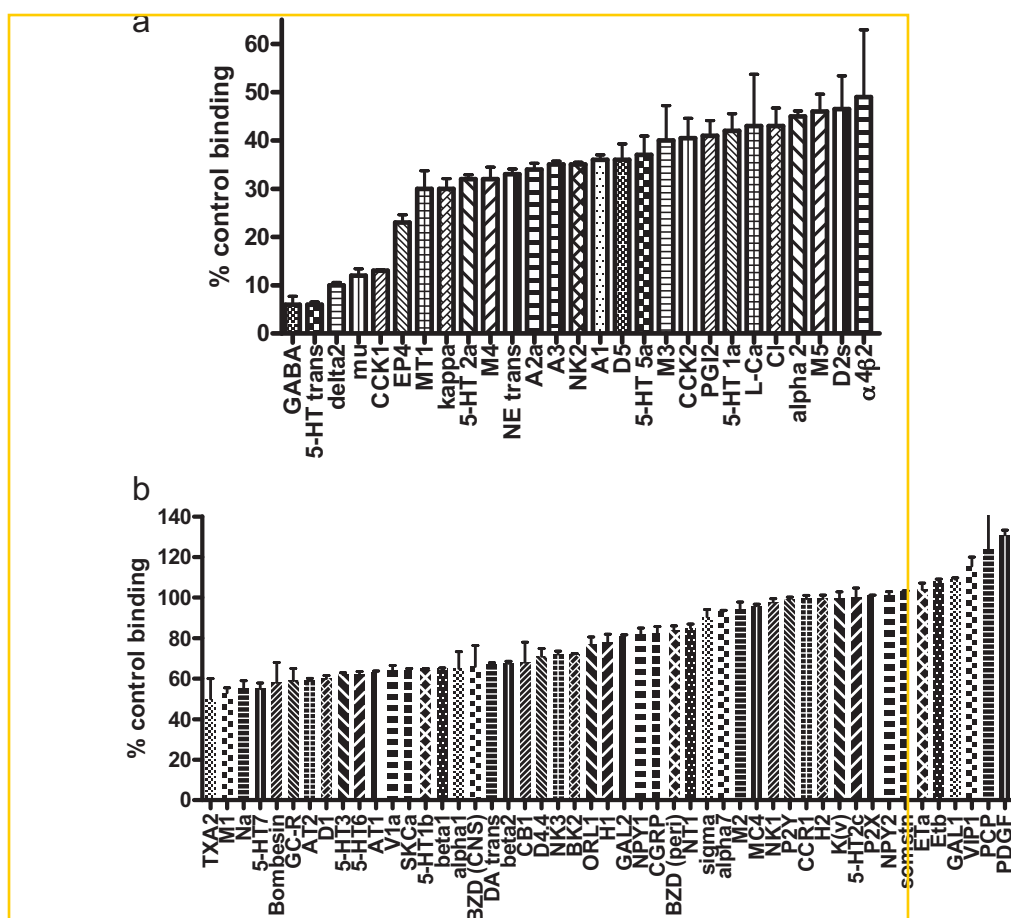 a
% control binding
60
50
40
30
20
10
0
GABA
5-HT trans
delta2
mu
CCK1
EP4
MT1
kappa
5-HT 2a
M4
NE trans
A2a
A3
NK2
A1
D5
5-HT 5a
M3
CCK2
PGI2
5-HT 1a
L-Ca
Cl
alpha 2
M5
D2s
α4β2
b
% control binding
140
120
100
80
60
40
20
0
TXA2
M1
Na
5-HT7
Bombesin
GC-R
AT2
D1
5-HT3
5-HT6
AT1
V1a
SKCa
5-HT1b
beta1
alpha1
BZD (CNS)
DA trans
beta2
CB1
D4.4
NK3
BK2
ORL1
H1
GAL2
NPY1
CGRP
BZD (peri)
NT1
sigma
alpha7
M2
MC4
NK1
P2Y
CCR1
H2
K(v)
5-HT2c
P2X
NPY2
somstn
ETa
Etb
GAL1
VIP1
PCP
PDGF